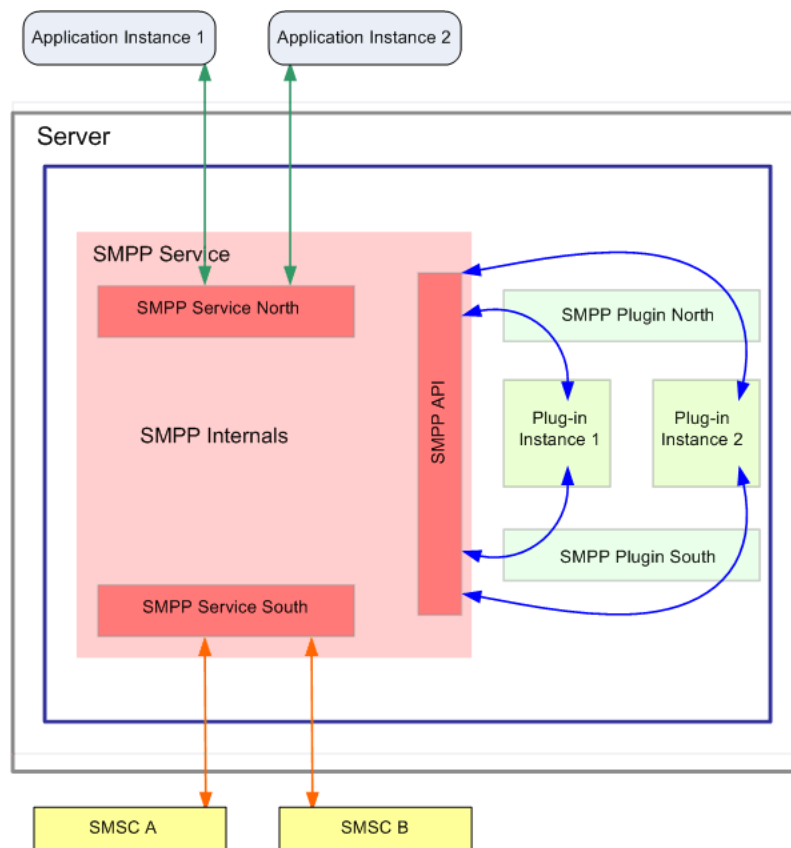 Application Instance 1
Application Instance 2
Server
SMPP Service
SMPP Service North
SMPP Plugin North
SMPP API
SMPP Internals
Plug-in
Instance 1
Plug-in
Instance 2
SMPP Plugin South
SMPP Service South
SMSC A
SMSC B